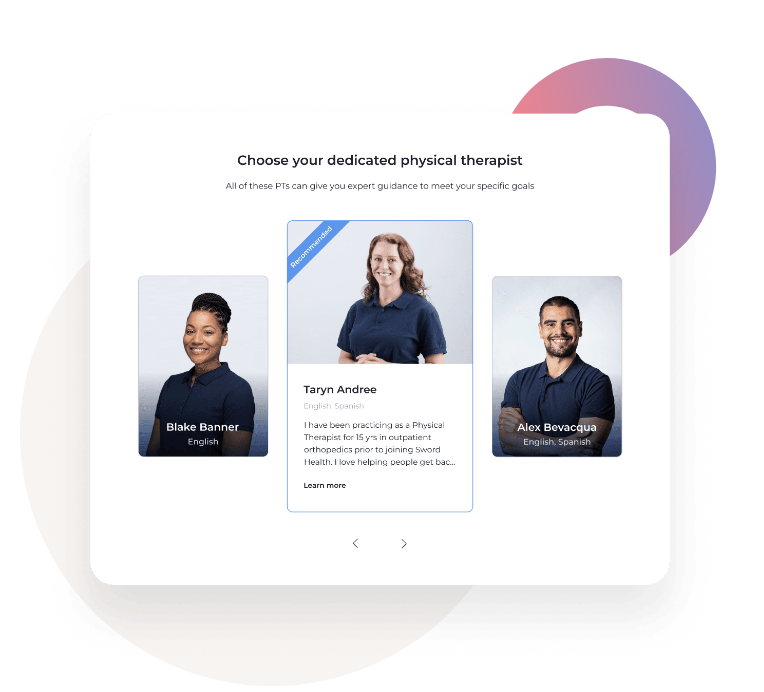 Choose your dedicated physical therapist
All of these PTs can give you expert guidance to meet your specific goals
Recommended
Blake Banner
English
Taryn Andree
English, Spanish
I have been practicing as a Physical
Therapist for 15 yrs in outpatient
orthopedics prior to joining Sword
Health. I love helping people get bac...
Learn more
Alex Bevacqua
English, Spanish